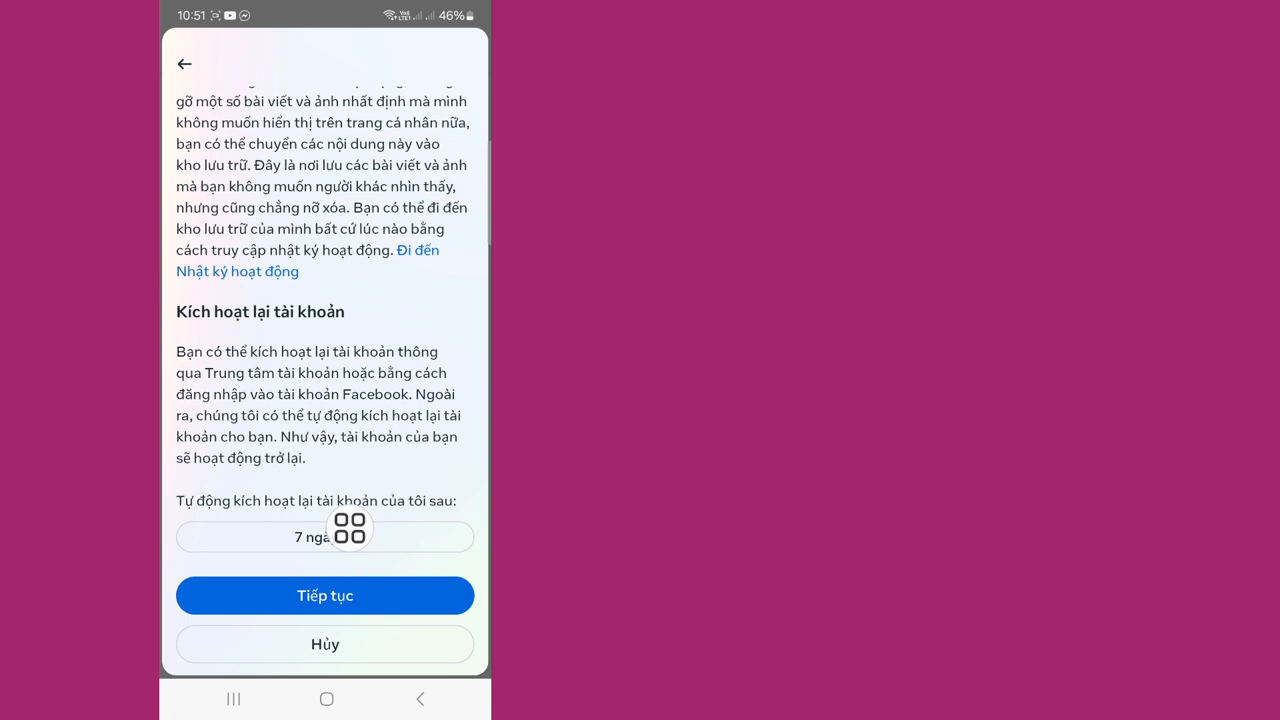 10:51
VoLTE1
46%
gỡ một số bài viết và ảnh nhất định mà mình
không muốn hiển thị trên trang cá nhân nữa,
bạn có thể chuyển các nội dung này vào
kho lưu trữ. Đây là nơi lưu các bài viết và ảnh
mà bạn không muốn người khác nhìn thấy,
nhưng cũng chẳng nỡ xóa. Bạn có thể đi đến
kho lưu trữ của mình bất cứ lúc nào bằng
cách truy cập nhật ký hoạt động. Đi đến
Nhật ký hoạt động
Kích hoạt lại tài khoản
Bạn có thể kích hoạt lại tài khoản thông
qua Trung tâm tài khoản hoặc bằng cách
đăng nhập vào tài khoản Facebook. Ngoài
ra, chúng tôi có thể tự động kích hoạt lại tài
khoản cho bạn. Như vậy, tài khoản của bạn
sẽ hoạt động trở lại.
Tự động kích hoạt lại tài khoản của tôi sau:
7 ngà
Tiếp tục
Hủy